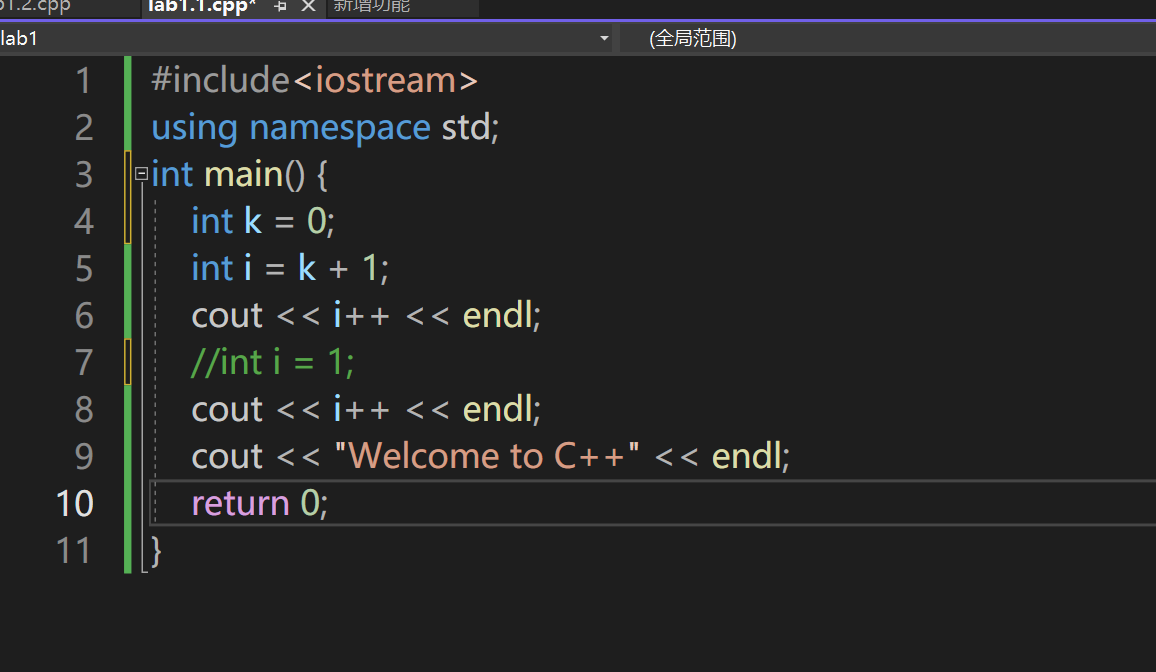 1.2.cpp lab1.1.cpp* 新增功能
lab1 (全局范围)
1 #include<iostream>
2 using namespace std;
3 int main() {
4 int k = 0;
5 int i = k + 1;
6 cout << i++ << endl;
7 //int i = 1;
8 cout << i++ << endl;
9 cout << "Welcome to C++" << endl;
10 return 0;
11 }